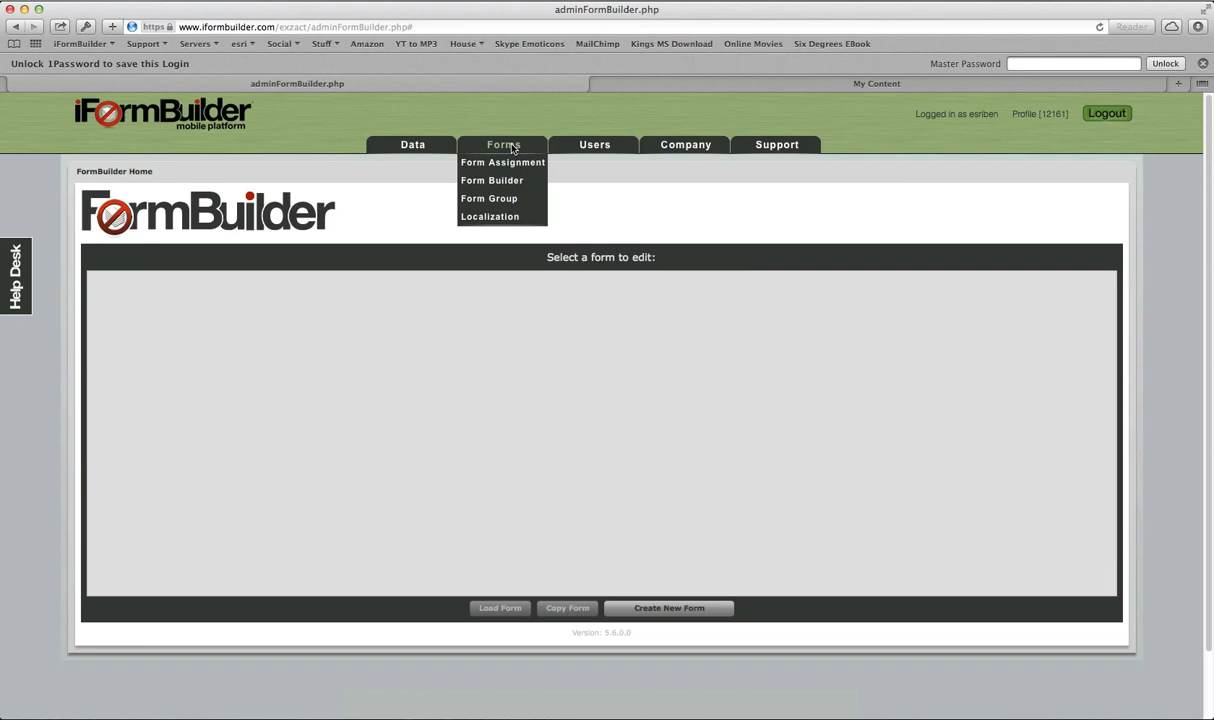 adminFormBuilder.php
https www.iformbuilder.com/exzact/adminFormBuilder.php# Reader
iFormBuilder Support Servers esri Social Stuff Amazon YT to MP3 House Skype Emoticons MailChimp Kings MS Download Online Movies Six Degrees EBook
Unlock 1Password to save this Login Master Password Unlock
adminFormBuilder.php My Content
iFormBuilder
mobile platform
Logged in as esriben Profile [12161] Logout
Data Forms Users Company Support
Form Assignment
Form Builder
Form Group
Localization
FormBuilder Home
FormBuilder
Help Desk
Select a form to edit:
Load Form Copy Form Create New Form
Version: 5.6.0.0